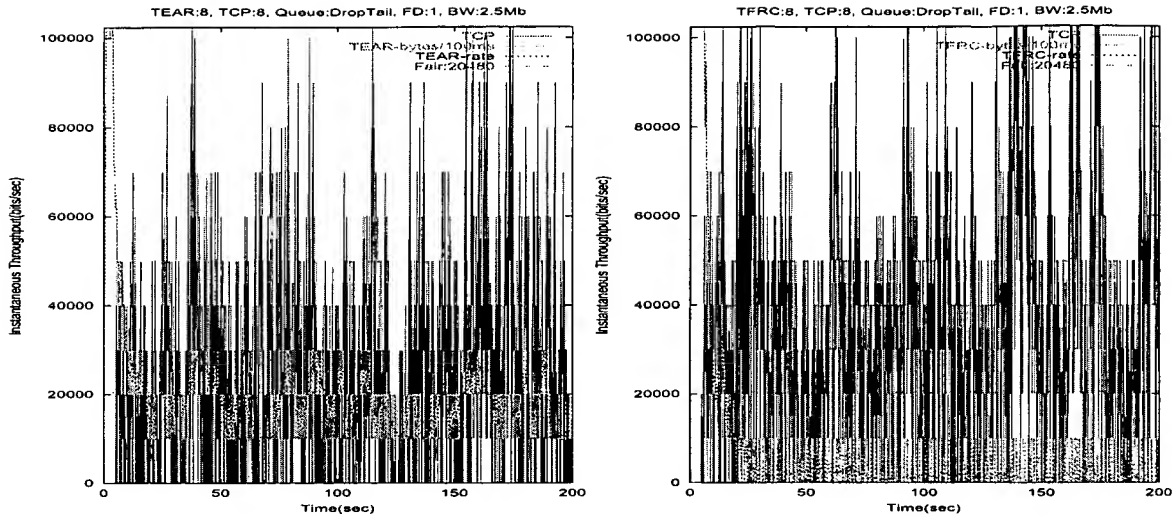 TEAR:8, TCP:8, Queue:DropTail, FD:1, BW:2.5Mb
TCP
TEAR-bytes/100ms
TEAR-rate
Fair:20480
100000
80000
60000
40000
20000
0
Instantaneous Throughput(bits/sec)
0 50 100 150 200
Time(sec)
TFRC:8, TCP:8, Queue:DropTail, FD:1, BW:2.5Mb
TCP
TFRC-bytes/100ms
TFRC-rate
Fair:20480
100000
80000
60000
40000
20000
0
Instantaneous Throughput(bits/sec)
0 50 100 150 200
Time(sec)